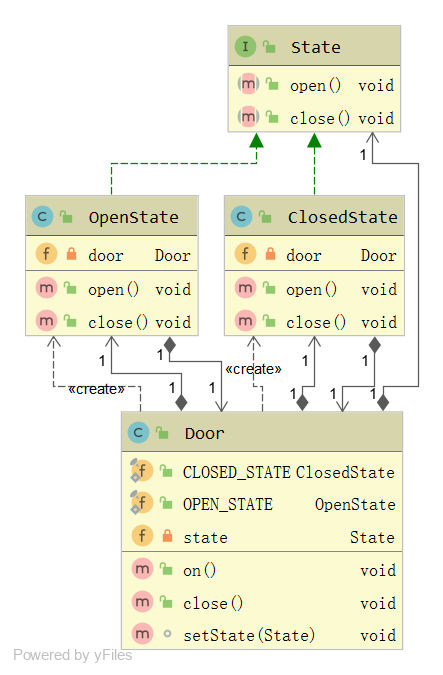 I State
m open() void
m close() void
1
C OpenState
f door Door
m open() void
m close() void
C ClosedState
f door Door
m open() void
m close() void
1 1 1
«create» «create»
1 1 1 1 1 1
C Door
f CLOSED_STATE ClosedState
f OPEN_STATE OpenState
f state State
m on() void
m close() void
m setState(State) void
Powered by yFiles